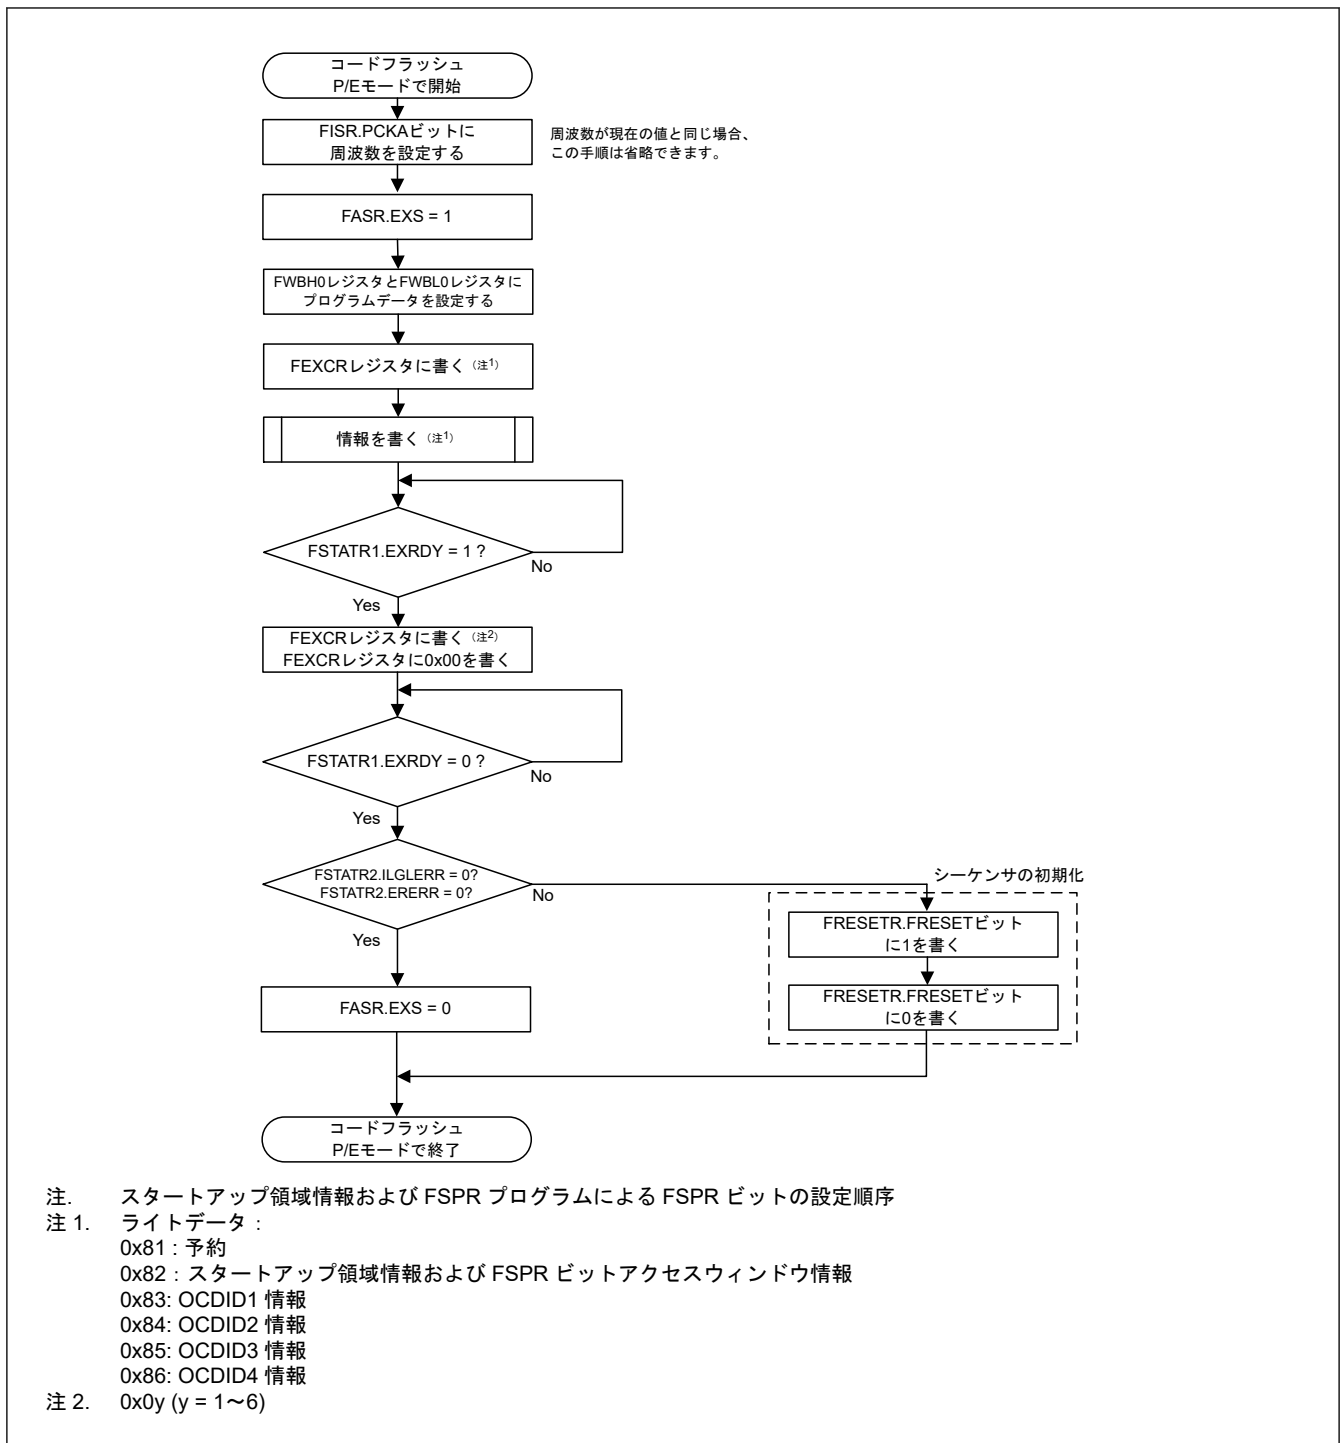 コードフラッシュ
P/Eモードで開始
FISR.PCKAビットに
周波数を設定する
周波数が現在の値と同じ場合、
この手順は省略できます。
FASR.EXS = 1
FWBH0レジスタとFWBL0レジスタに
プログラムデータを設定する
FEXCRレジスタに書く（注1）
情報を書く（注1）
FSTATR1.EXRDY = 1 ?
No
Yes
FEXCRレジスタに書く（注2）
FEXCRレジスタに0x00を書く
FSTATR1.EXRDY = 0 ?
No
Yes
FSTATR2.ILGLERR = 0?
FSTATR2.ERERR = 0?
No
Yes
シーケンサの初期化
FRESETR.FRESETビット
に1を書く
FRESETR.FRESETビット
に0を書く
FASR.EXS = 0
コードフラッシュ
P/Eモードで終了
注. スタートアップ領域情報および FSPR プログラムによる FSPR ビットの設定順序
注 1. ライトデータ：
0x81 : 予約
0x82：スタートアップ領域情報および FSPR ビットアクセスウィンドウ情報
0x83: OCDID1 情報
0x84: OCDID2 情報
0x85: OCDID3 情報
0x86: OCDID4 情報
注 2. 0x0y (y = 1～6)